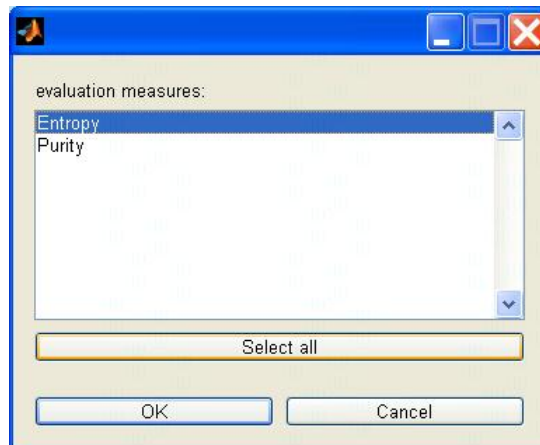 evaluation measures:
Entropy
Purity
Select all
OK
Cancel